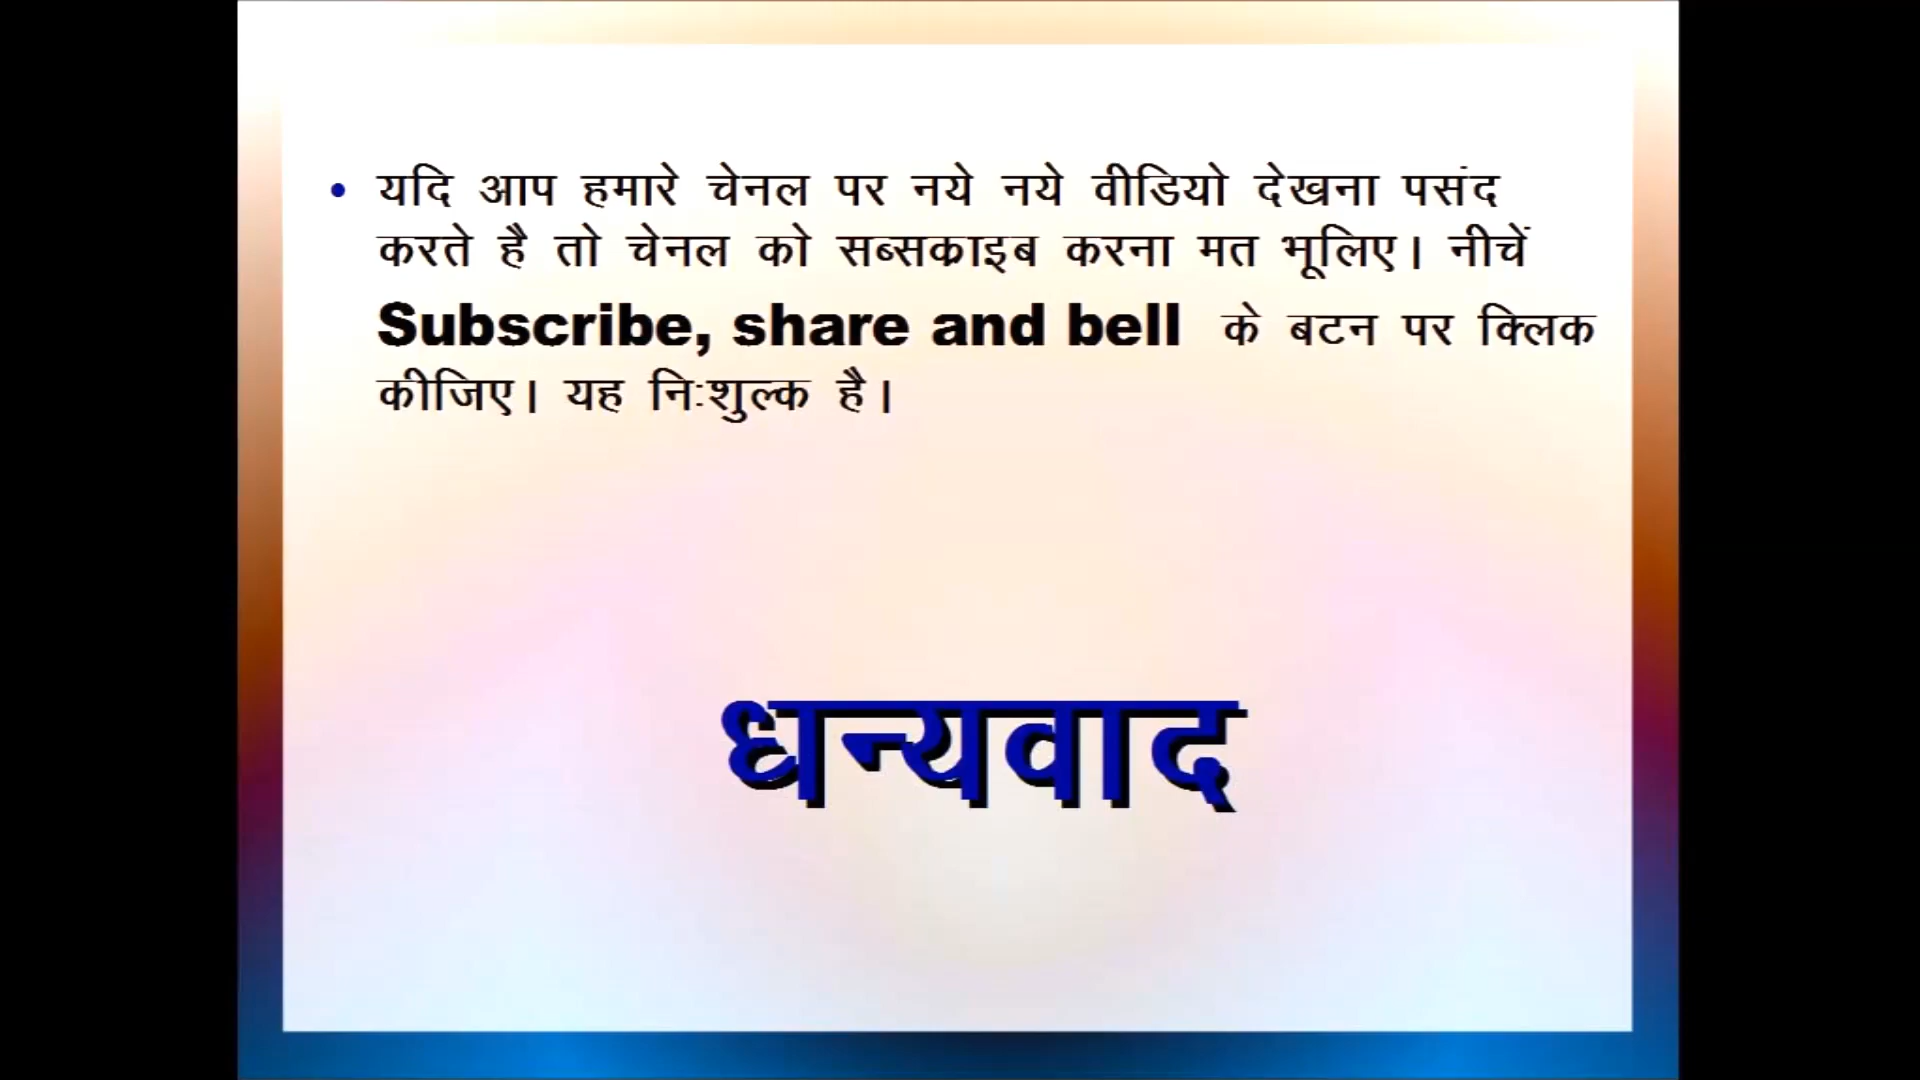 • यदि आप हमारे चेनल पर नये नये वीडियो देखना पसंद
करते है तो चेनल को सब्सक्राइब करना मत भूलिए। नीचें
Subscribe, share and bell के बटन पर क्लिक
कीजिए। यह निःशुल्क है।
धन्यवाद